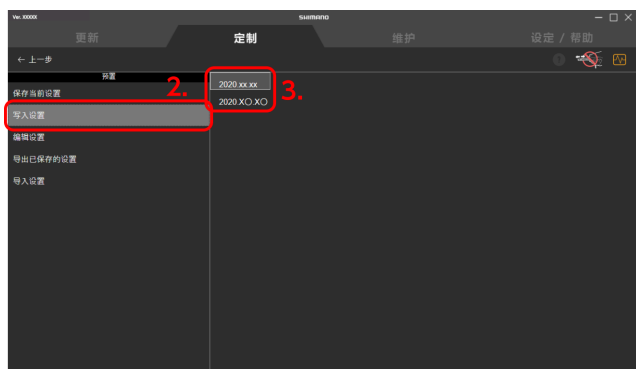 Ver. XXXXX
SHIMANO
更新
定制
维护
设定 / 帮助
← 上一步
预置
保存当前设置
写入设置
编辑设置
导出已保存的设置
导入设置
2.
2020.xx.xx
2020.X○.X○
3.